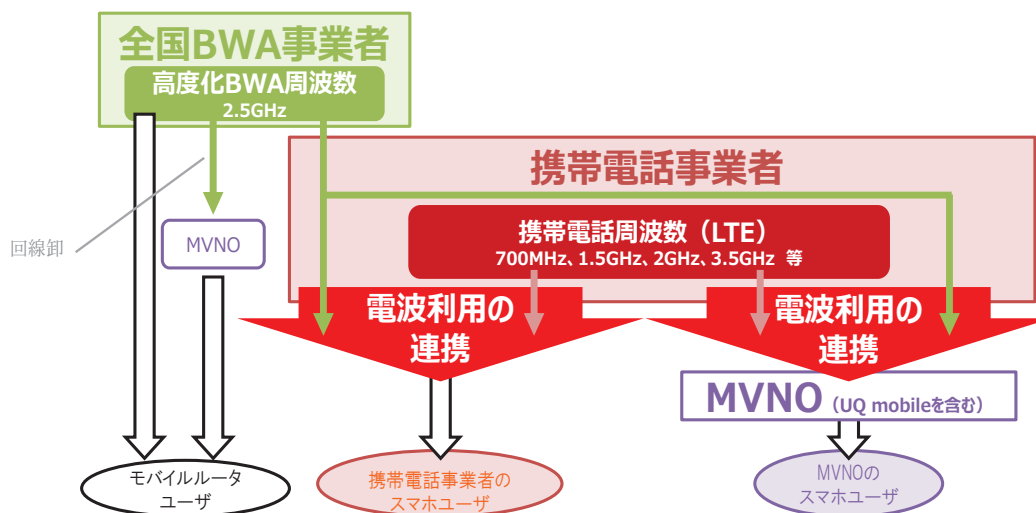 全国BWA事業者
高度化BWA周波数
2.5GHz
携帯電話事業者
携帯電話周波数（LTE）
700MHz、1.5GHz、2GHz、3.5GHz 等
回線卸
MVNO
電波利用の
連携
電波利用の
連携
MVNO（UQ mobileを含む）
モバイルルータ
ユーザ
携帯電話事業者の
スマホユーザ
MVNOの
スマホユーザ